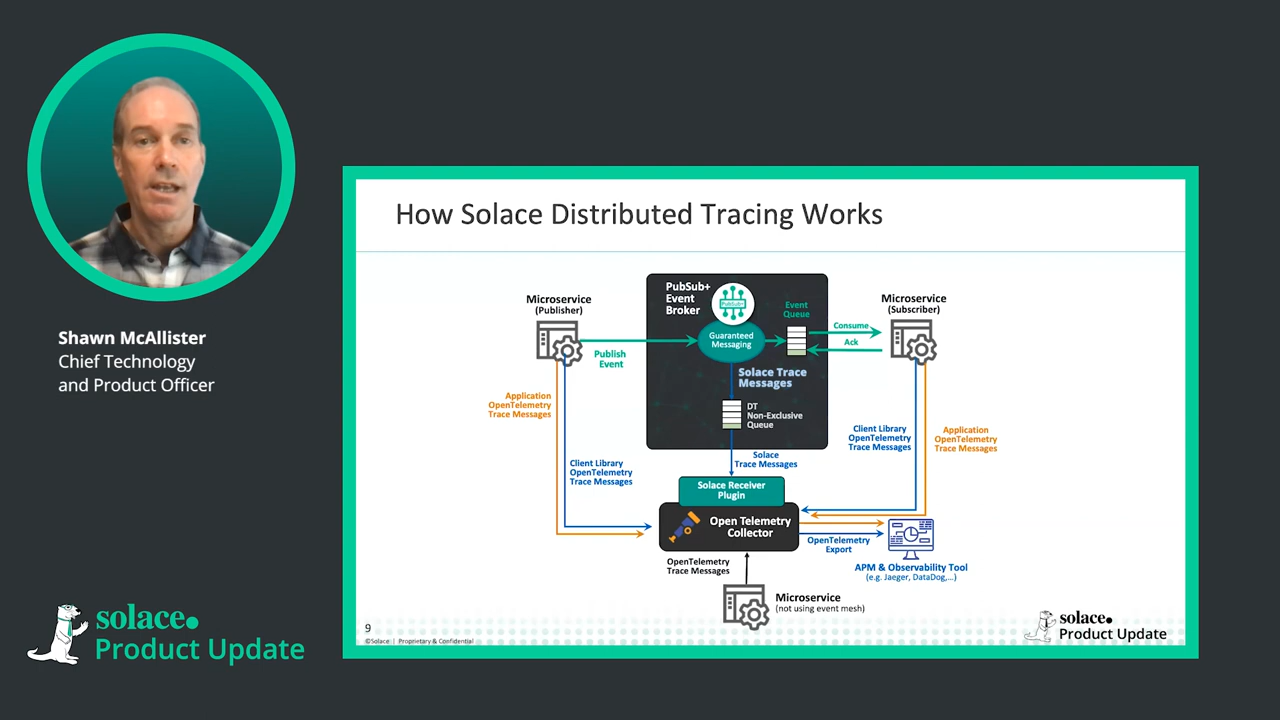 Shawn McAllister
Chief Technology
and Product Officer
solace.
Product Update
How Solace Distributed Tracing Works
Microservice
(Publisher)
PubSub+
Event
Broker
PubSub+
Guaranteed
Messaging
Event
Queue
Microservice
(Subscriber)
Consume
Ack
Publish
Event
Solace Trace
Messages
DT
Non-Exclusive
Queue
Application
OpenTelemetry
Trace Messages
Client Library
OpenTelemetry
Trace Messages
Solace
Trace Messages
Client Library
OpenTelemetry
Trace Messages
Application
OpenTelemetry
Trace Messages
Solace Receiver
Plugin
Open Telemetry
Collector
OpenTelemetry
Export
APM & Observability Tool
(e.g. Jaeger, DataDog,...)
OpenTelemetry
Trace Messages
Microservice
(not using event mesh)
9
©Solace | Proprietary & Confidential
solace.
Product Update